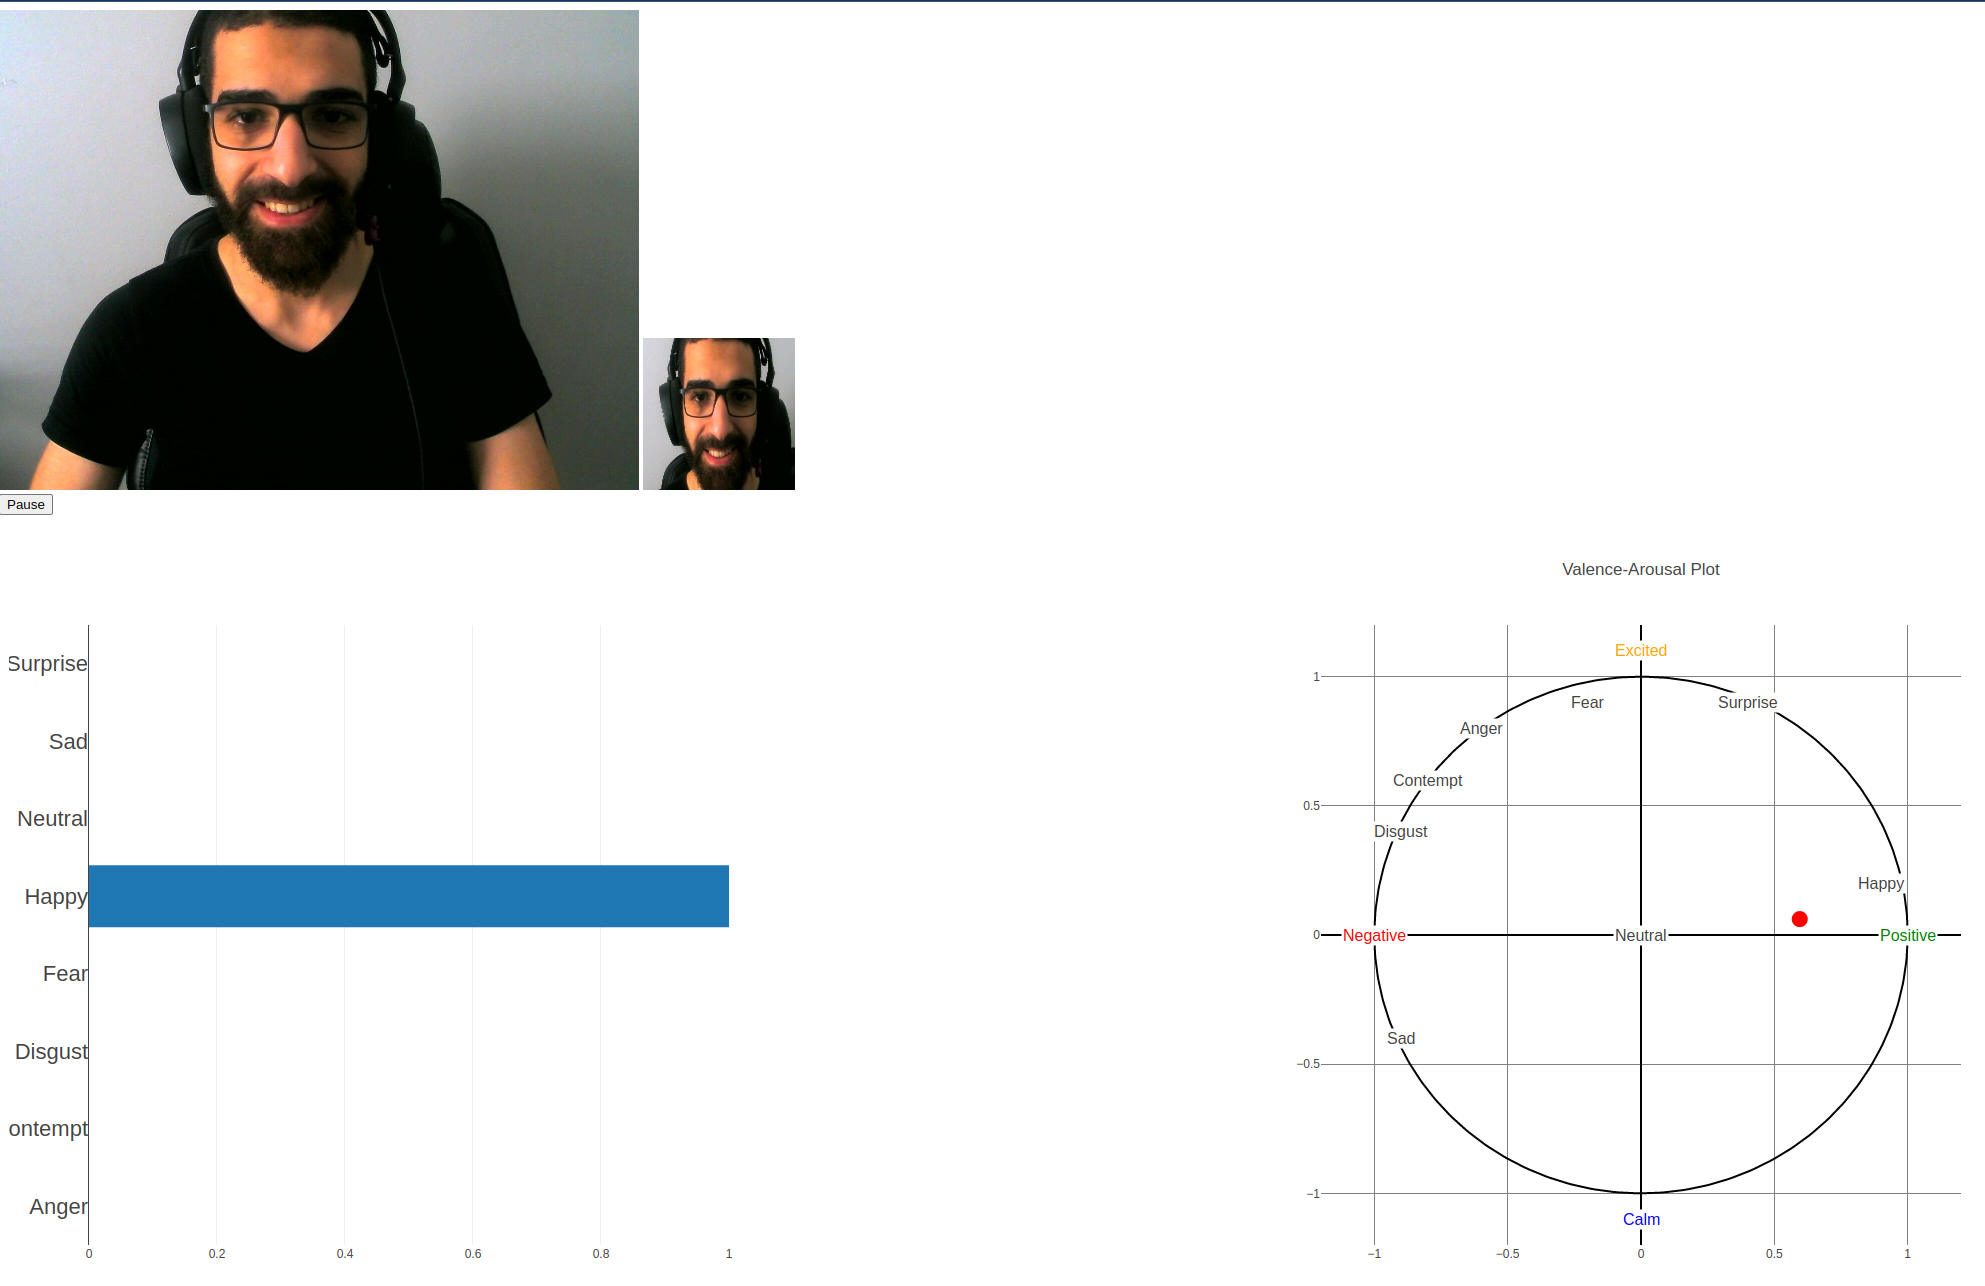 Pause
Valence-Arousal Plot
Surprise
Sad
Neutral
Happy
Fear
Disgust
ontempt
Anger
0 0.2 0.4 0.6 0.8 1
Excited
1
Fear Surprise
Anger
Contempt
0.5
Disgust
Happy
0 Negative Neutral Positive
Sad
−0.5
−1
Calm
−1 −0.5 0 0.5 1